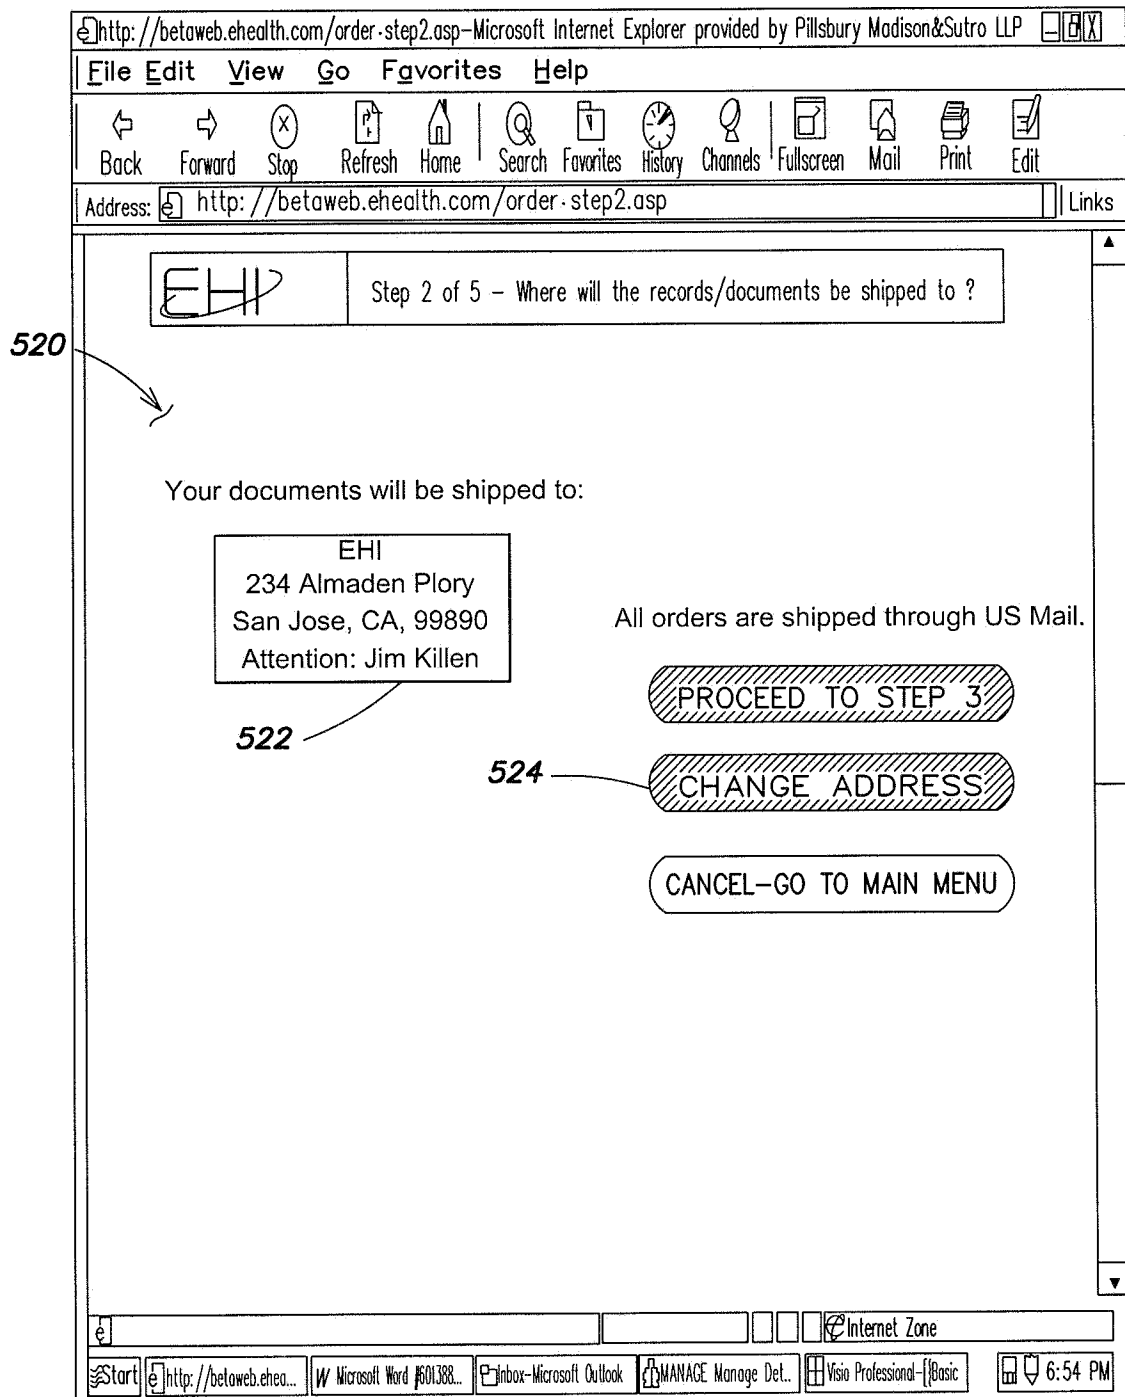 http://betaweb.ehealth.com/order-step2.asp-Microsoft Internet Explorer provided by Pillsbury Madison&Sutro LLP
File Edit View Go Favorites Help
Back Forward Stop Refresh Home Search Favorites History Channels Fullscreen Mail Print Edit
Address: http://betaweb.ehealth.com/order-step2.asp Links
EHI Step 2 of 5 - Where will the records/documents be shipped to ?
520
Your documents will be shipped to:
EHI
234 Almaden Plory
San Jose, CA, 99890
Attention: Jim Killen
522
All orders are shipped through US Mail.
PROCEED TO STEP 3
524
CHANGE ADDRESS
CANCEL-GO TO MAIN MENU
Internet Zone
Start http://betaweb.ehea... W Microsoft Word Inbox-Microsoft Outlook MANAGE Manage Det.. Visio Professional-[Basic 6:54 PM